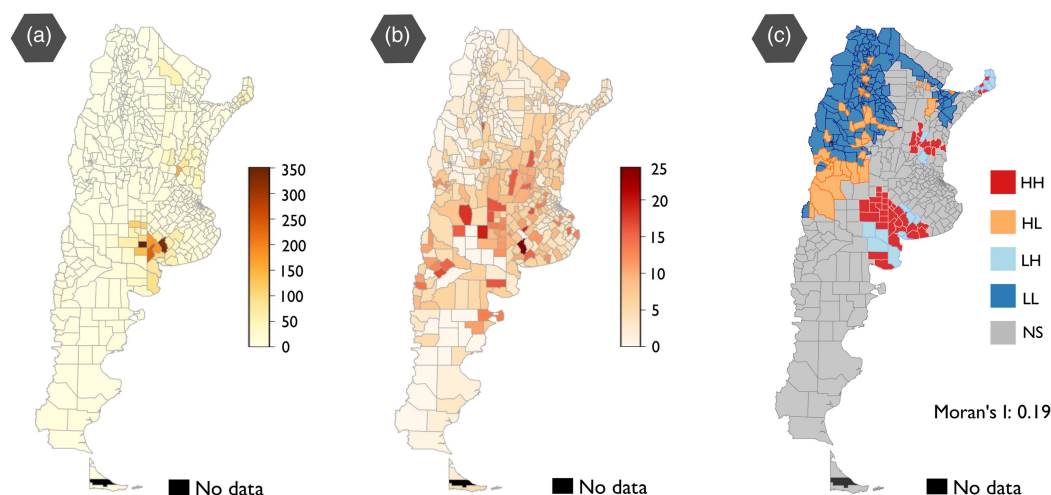 (a)
350
300
250
200
150
100
50
0
No data
(b)
25
20
15
10
5
0
No data
(c)
HH
HL
LH
LL
NS
Moran's I: 0.19
No data